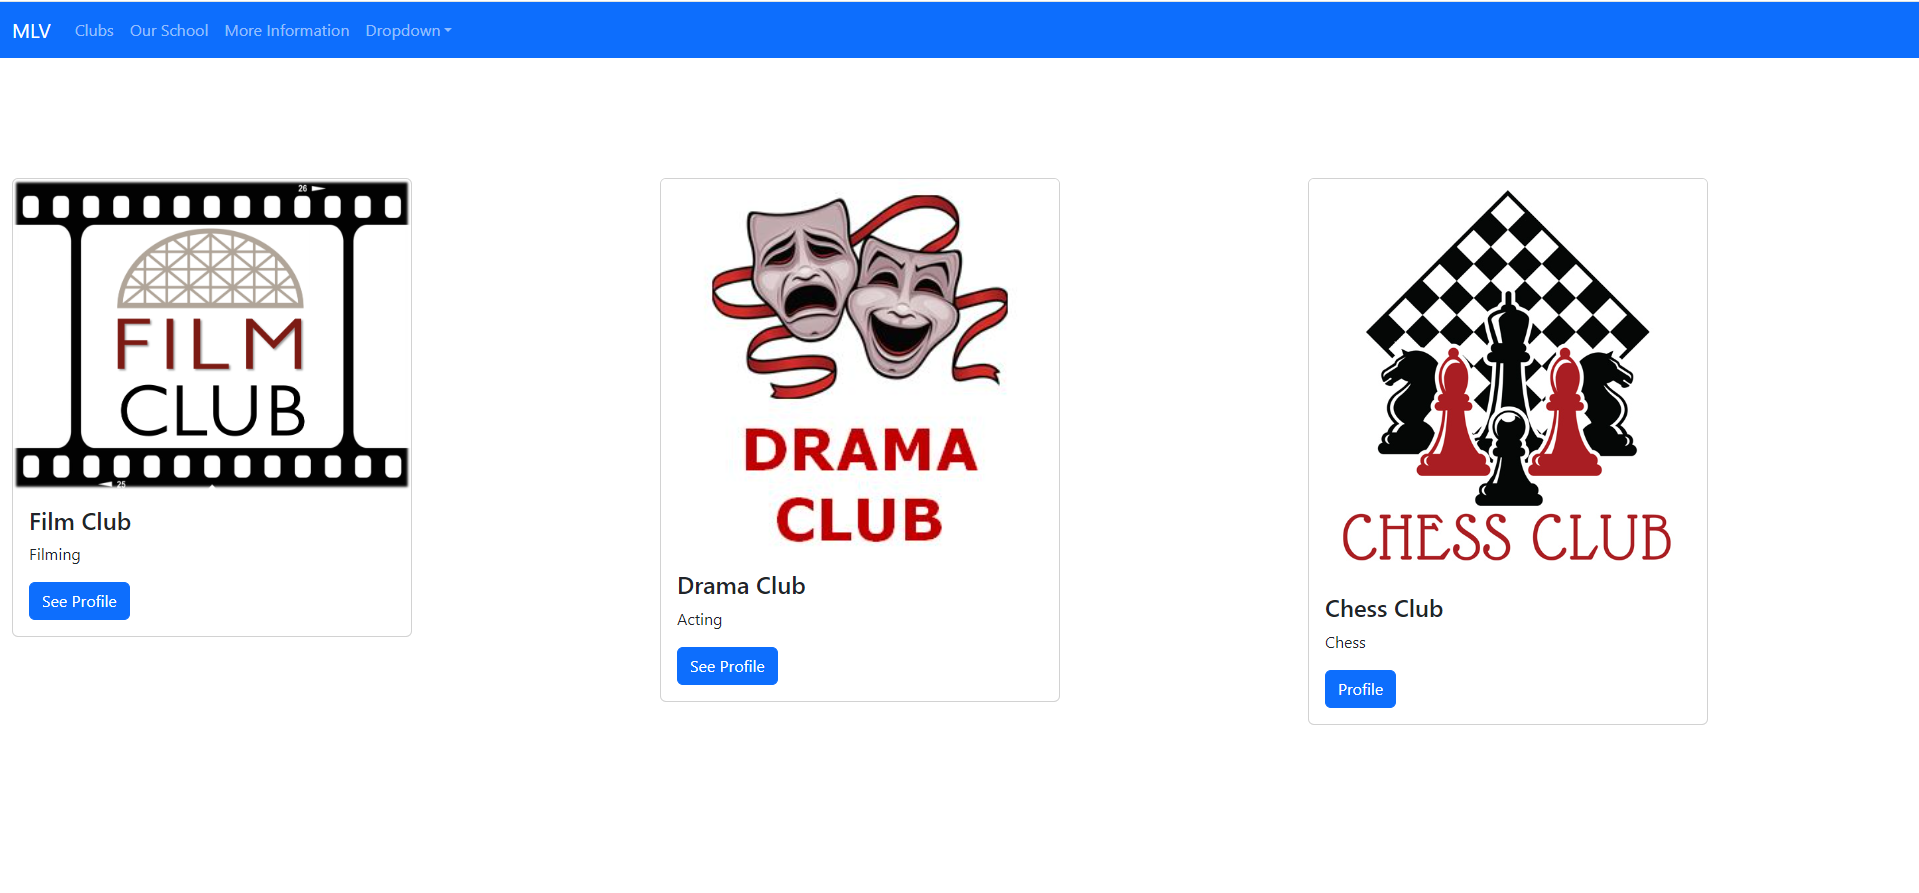 MLV Clubs Our School More Information Dropdown
26
FILM
CLUB
25
Film Club
Filming
See Profile
DRAMA
CLUB
Drama Club
Acting
See Profile
CHESS CLUB
Chess Club
Chess
Profile